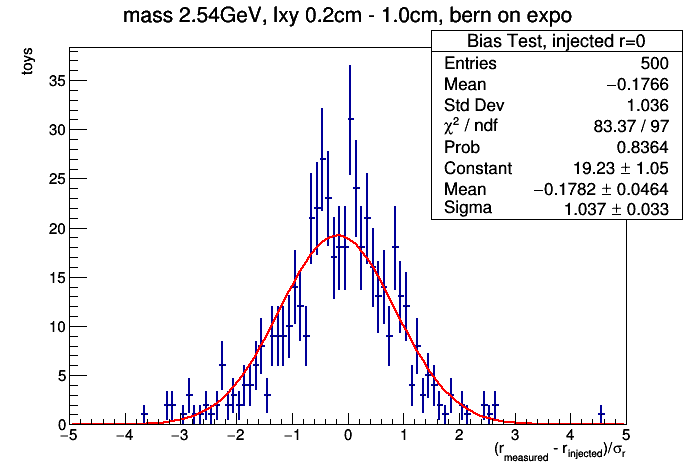 mass 2.54GeV, lxy 0.2cm - 1.0cm, bern on expo
Bias Test, injected r=0
Entries 500
Mean −0.1766
Std Dev 1.036
χ² / ndf 83.37 / 97
Prob 0.8364
Constant 19.23 ± 1.05
Mean −0.1782 ± 0.0464
Sigma 1.037 ± 0.033
toys
35
30
25
20
15
10
5
0
−5 −4 −3 −2 −1 0 1 2 3 4 5
(r_measured - r_injected)/σ_r